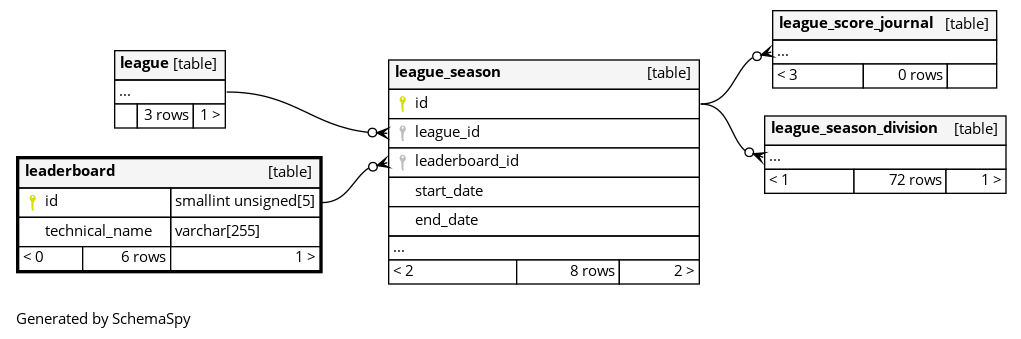 league [table]
...
3 rows 1 >
leaderboard [table]
id smallint unsigned[5]
technical_name varchar[255]
< 0 6 rows 1 >
league_season [table]
id
league_id
leaderboard_id
start_date
end_date
...
< 2 8 rows 2 >
league_score_journal [table]
...
< 3 0 rows
league_season_division [table]
...
< 1 72 rows 1 >
Generated by SchemaSpy